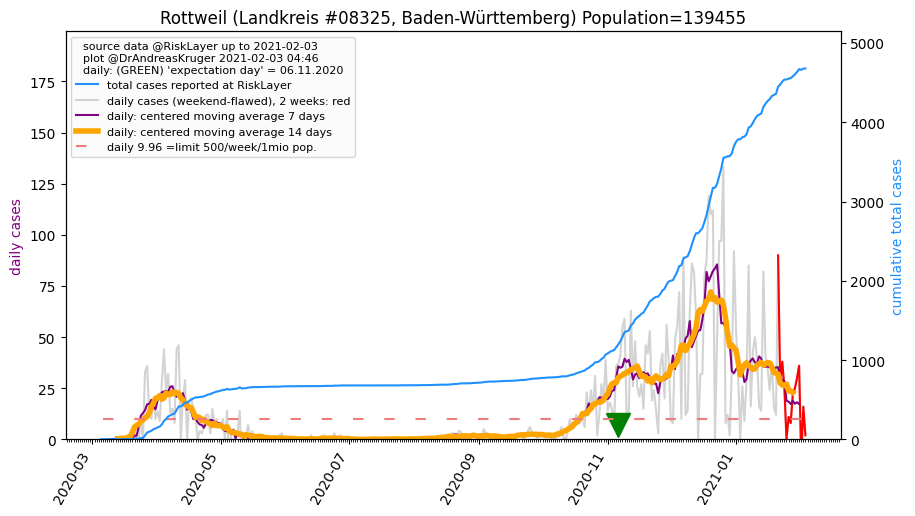 Rottweil (Landkreis #08325, Baden-Württemberg) Population=139455
source data @RiskLayer up to 2021-02-03
plot @DrAndreasKruger 2021-02-03 04:46
daily: (GREEN) 'expectation day' = 06.11.2020
total cases reported at RiskLayer
daily cases (weekend-flawed), 2 weeks: red
daily: centered moving average 7 days
daily: centered moving average 14 days
daily 9.96 =limit 500/week/1mio pop.
daily cases
175
150
125
100
75
50
25
0
cumulative total cases
5000
4000
3000
2000
1000
0
2020-03
2020-05
2020-07
2020-09
2020-11
2021-01